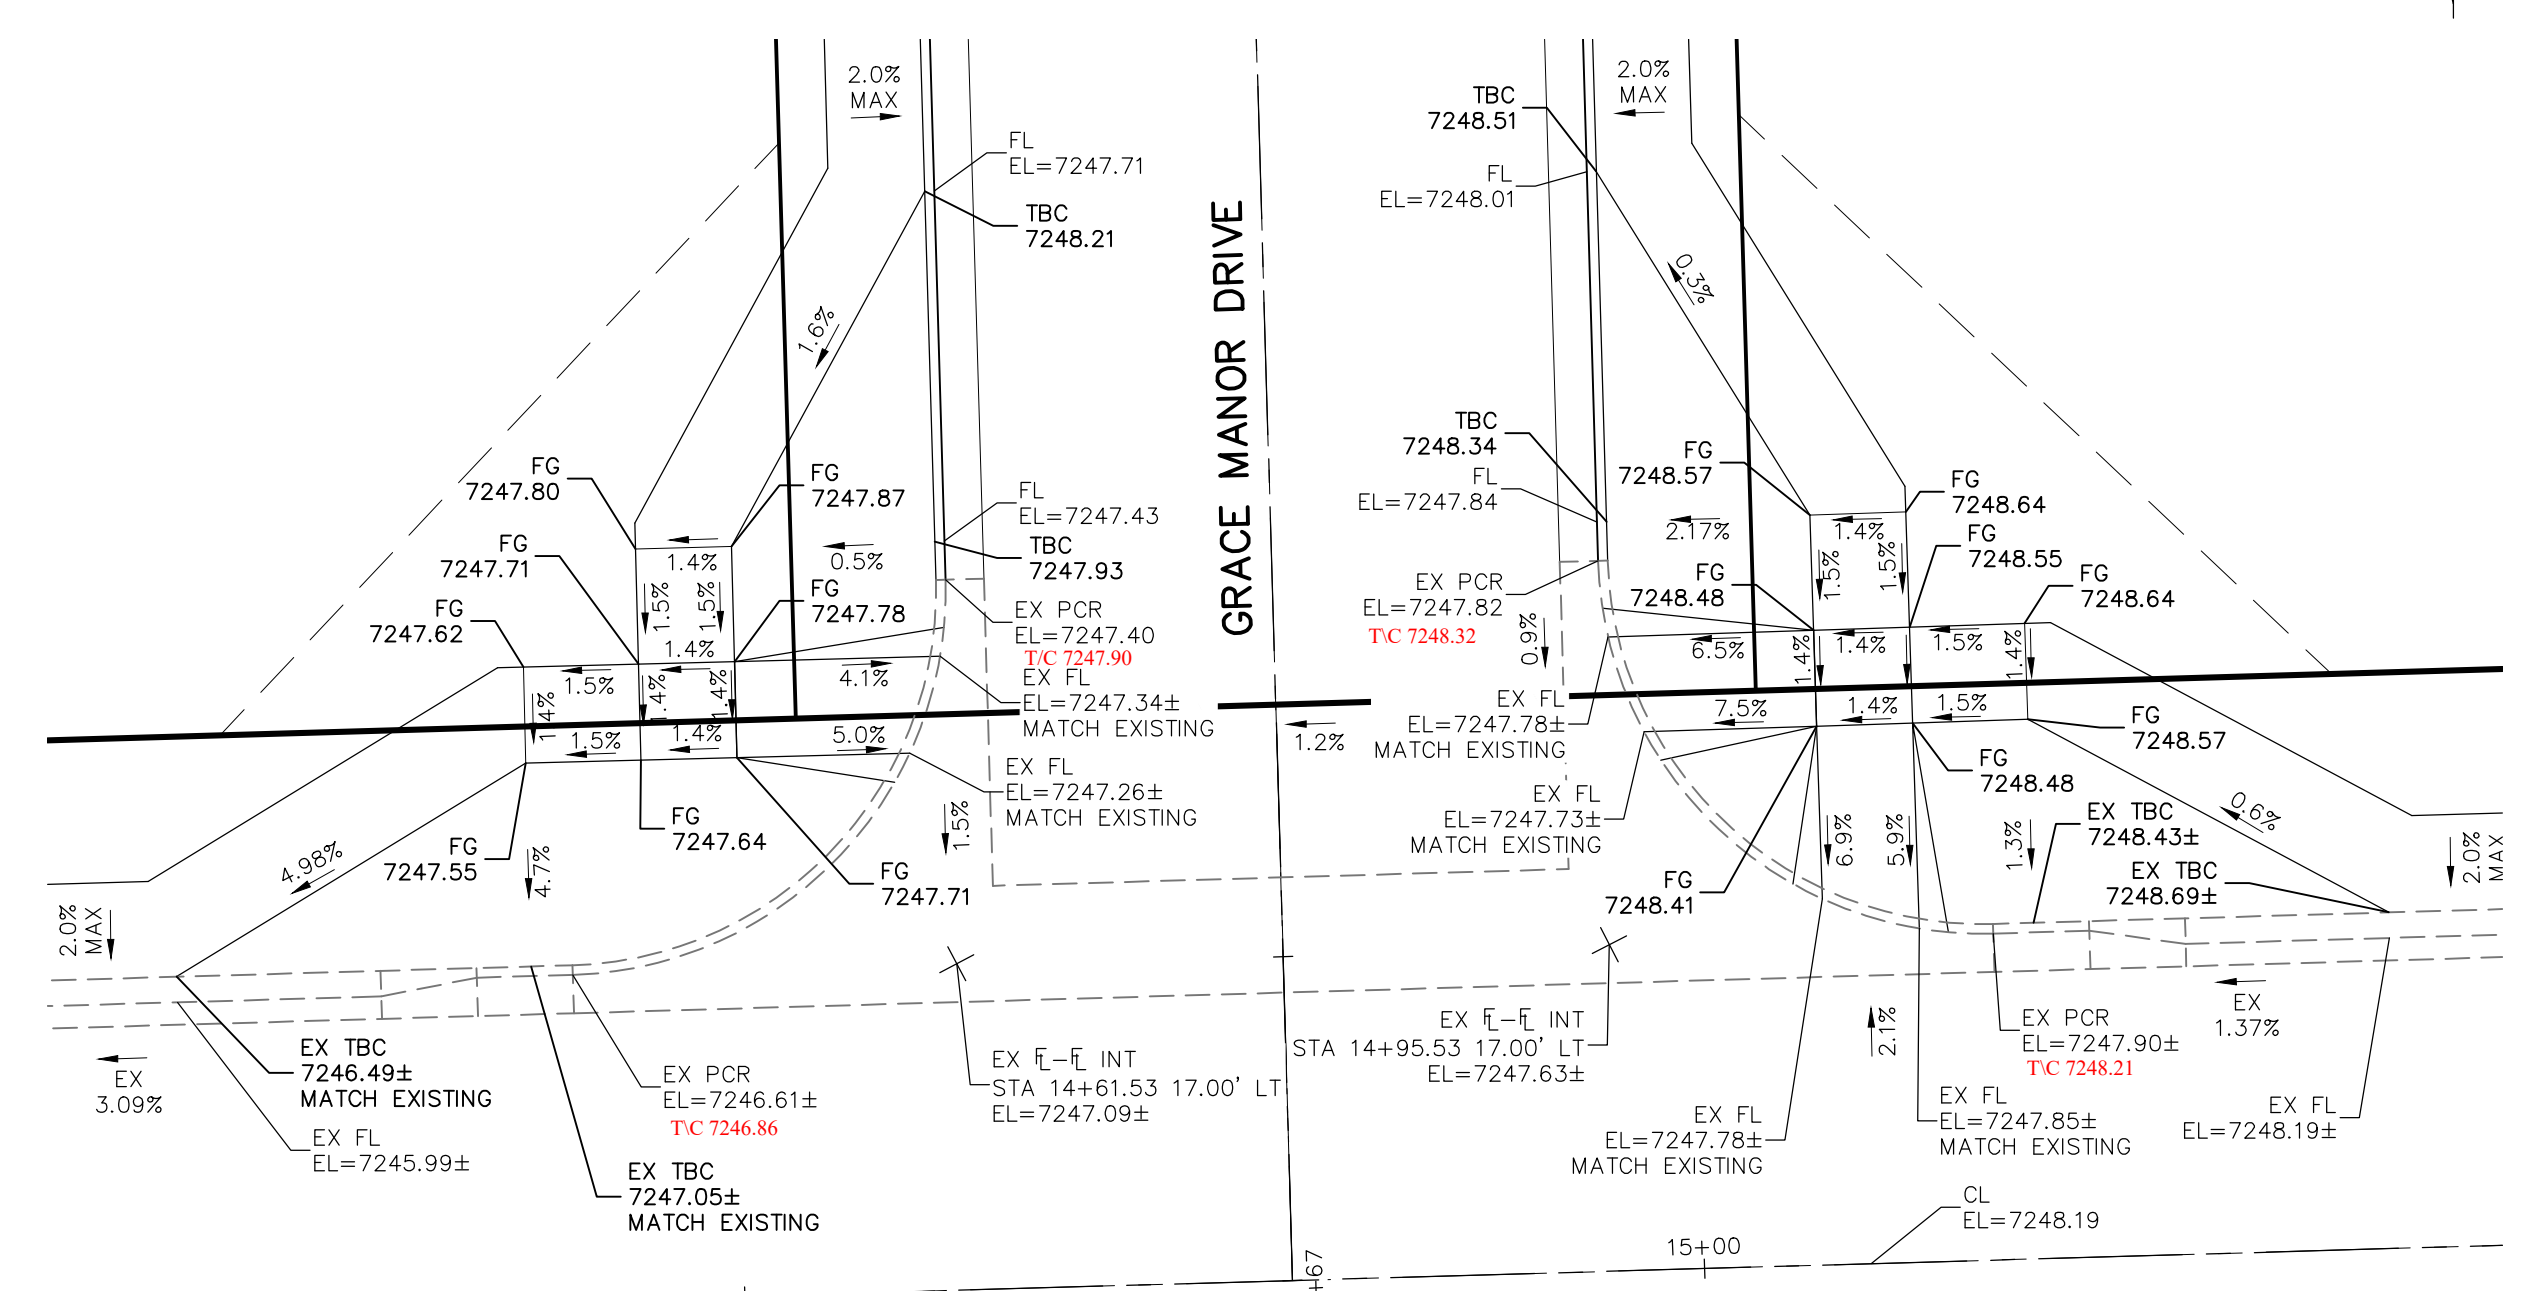 2.0%
MAX
FL
EL=7247.71
TBC
7248.21
1.6%
FG
7247.80
FG
7247.87
FG
7247.71
FG
7247.62
1.4%
0.5%
1.5%
1.5%
FG
7247.78
FL
EL=7247.43
TBC
7247.93
EX PCR
EL=7247.40
T/C 7247.90
EX FL
EL=7247.34±
MATCH EXISTING
1.4%
1.5%
4.1%
1.4%
1.4%
1.4%
1.5%
1.4%
5.0%
EX FL
EL=7247.26±
MATCH EXISTING
FG
7247.55
FG
7247.64
FG
7247.71
4.98%
4.7%
1.5%
2.0%
MAX
EX
3.09%
EX TBC
7246.49±
MATCH EXISTING
EX FL
EL=7245.99±
EX PCR
EL=7246.61±
T\C 7246.86
EX TBC
7247.05±
MATCH EXISTING
EX FL-FL INT
STA 14+61.53 17.00' LT
EL=7247.09±
GRACE MANOR DRIVE
1.2%
2.0%
MAX
TBC
7248.51
FL
EL=7248.01
0.3%
TBC
7248.34
FL
EL=7247.84
FG
7248.57
FG
7248.64
2.17%
1.4%
FG
7248.55
1.5%
1.5%
FG
7248.48
FG
7248.64
EX PCR
EL=7247.82
T\C 7248.32
0.9%
6.5%
1.4%
1.4%
1.5%
1.4%
EX FL
EL=7247.78±
MATCH EXISTING
7.5%
1.4%
1.5%
FG
7248.57
FG
7248.48
EX FL
EL=7247.73±
MATCH EXISTING
FG
7248.41
6.9%
5.9%
1.3%
0.6%
EX TBC
7248.43±
EX TBC
7248.69±
2.0%
MAX
EX FL-FL INT
STA 14+95.53 17.00' LT
EL=7247.63±
2.1%
EX PCR
EL=7247.90±
T\C 7248.21
EX
1.37%
EX FL
EL=7247.78±
MATCH EXISTING
EX FL
EL=7247.85±
MATCH EXISTING
EX FL
EL=7248.19±
CL
EL=7248.19
15+00
+67